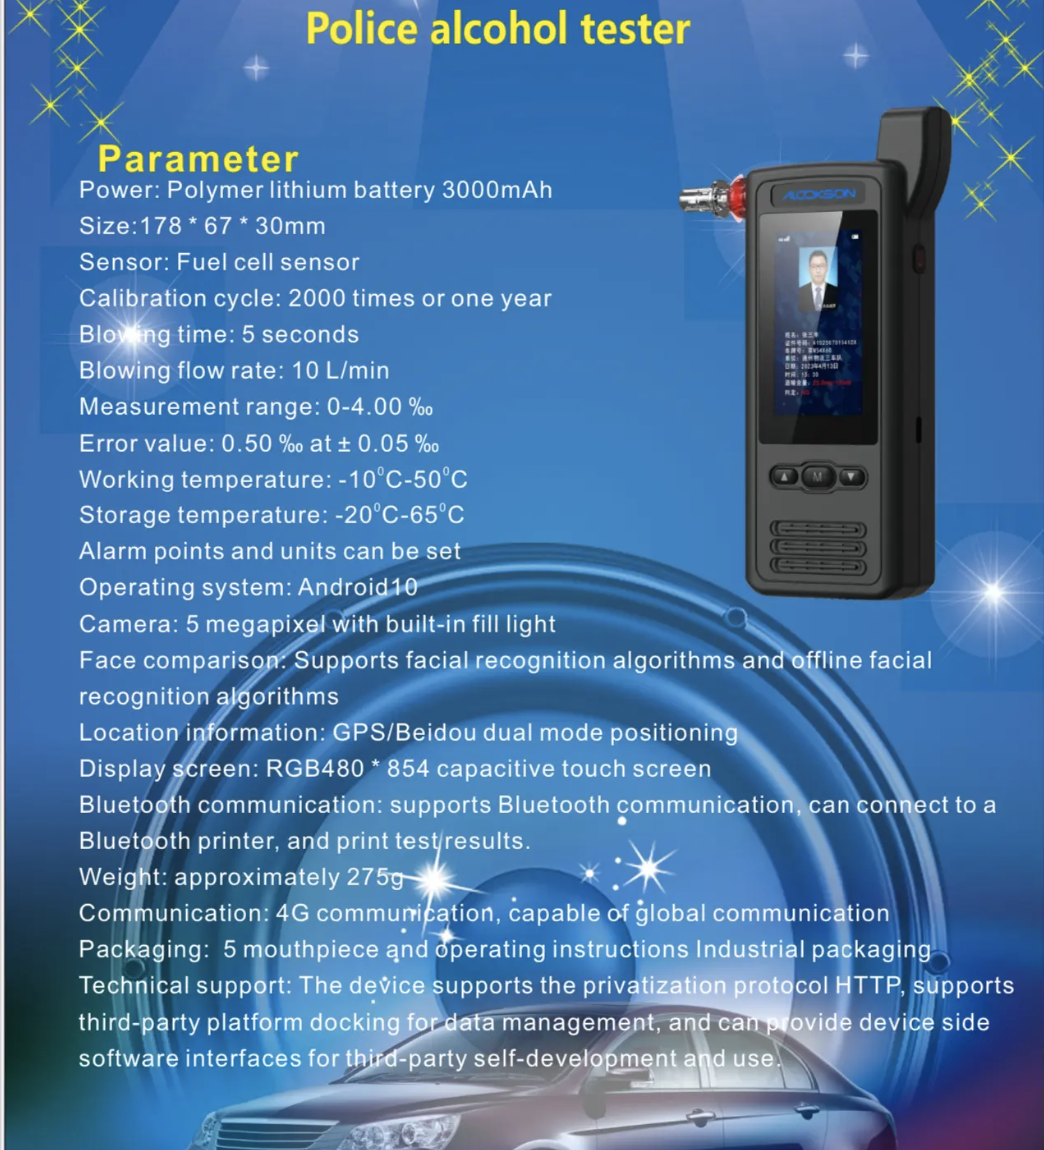 Police alcohol tester
Parameter
Power: Polymer lithium battery 3000mAh
Size:178 * 67 * 30mm
Sensor: Fuel cell sensor
Calibration cycle: 2000 times or one year
Blowing time: 5 seconds
Blowing flow rate: 10 L/min
Measurement range: 0-4.00 ‰
Error value: 0.50 ‰ at ± 0.05 ‰
Working temperature: -10⁰C-50⁰C
Storage temperature: -20⁰C-65⁰C
Alarm points and units can be set
Operating system: Android10
Camera: 5 megapixel with built-in fill light
Face comparison: Supports facial recognition algorithms and offline facial
recognition algorithms
Location information: GPS/Beidou dual mode positioning
Display screen: RGB480 * 854 capacitive touch screen
Bluetooth communication: supports Bluetooth communication, can connect to a
Bluetooth printer, and print test results.
Weight: approximately 275g
Communication: 4G communication, capable of global communication
Packaging:  5 mouthpiece and operating instructions Industrial packaging
Technical support: The device supports the privatization protocol HTTP, supports
third-party platform docking for data management, and can provide device side
software interfaces for third-party self-development and use.
M